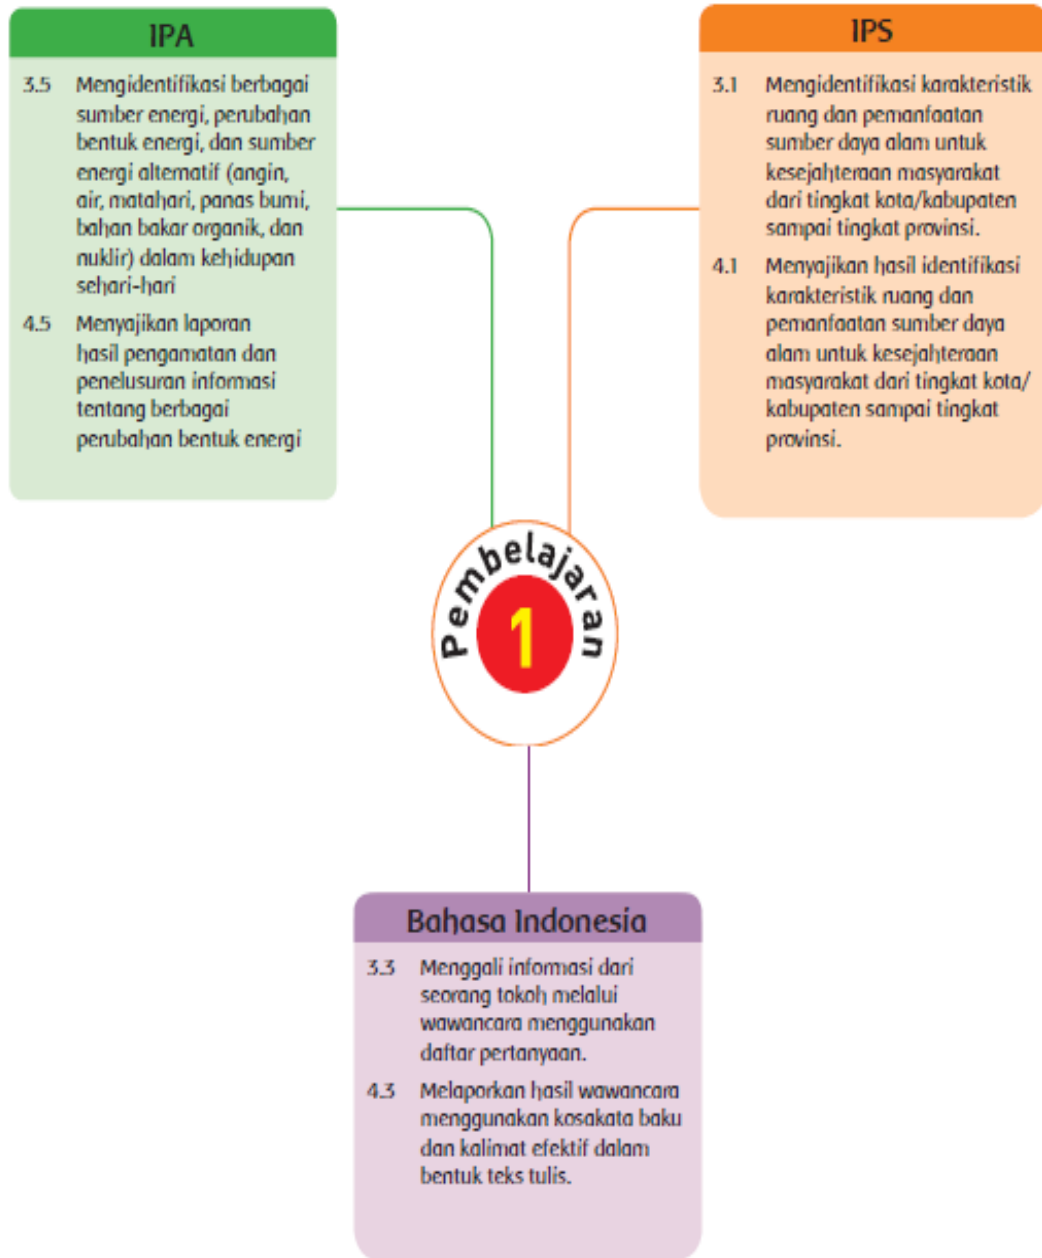 IPA
3.5 Mengidentifikasi berbagai
sumber energi, perubahan
bentuk energi, dan sumber
energi alternatif (angin,
air, matahari, panas bumi,
bahan bakar organik, dan
nuklir) dalam kehidupan
sehari-hari
4.5 Menyajikan laporan
hasil pengamatan dan
penelusuran informasi
tentang berbagai
perubahan bentuk energi
IPS
3.1 Mengidentifikasi karakteristik
ruang dan pemanfaatan
sumber daya alam untuk
kesejahteraan masyarakat
dari tingkat kota/kabupaten
sampai tingkat provinsi.
4.1 Menyajikan hasil identifikasi
karakteristik ruang dan
pemanfaatan sumber daya
alam untuk kesejahteraan
masyarakat dari tingkat kota/
kabupaten sampai tingkat
provinsi.
Pembelajaran
1
Bahasa Indonesia
3.3 Menggali informasi dari
seorang tokoh melalui
wawancara menggunakan
daftar pertanyaan.
4.3 Melaporkan hasil wawancara
menggunakan kosakata baku
dan kalimat efektif dalam
bentuk teks tulis.